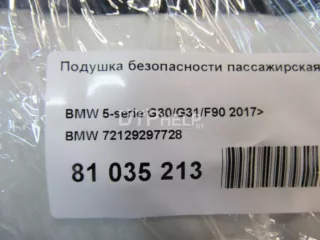 Подушка безопасности пассажирская
BMW 5-serie G30/G31/F90 2017>
BMW 72129297728
81 035 213